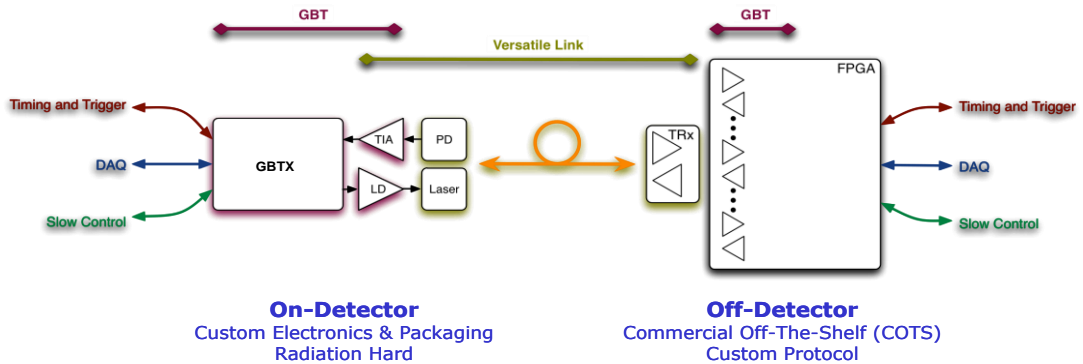 GBT
GBT
Versatile Link
FPGA
Timing and Trigger
DAQ
Slow Control
GBTX
TIA
PD
LD
Laser
TRx
Timing and Trigger
DAQ
Slow Control
On-Detector
Custom Electronics & Packaging
Radiation Hard
Off-Detector
Commercial Off-The-Shelf (COTS)
Custom Protocol